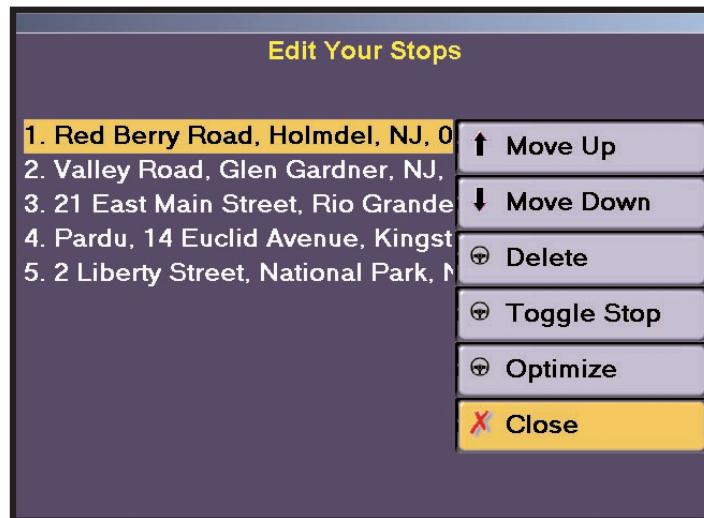 Edit Your Stops
1. Red Berry Road, Holmdel, NJ, 0
2. Valley Road, Glen Gardner, NJ,
3. 21 East Main Street, Rio Grande
4. Pardu, 14 Euclid Avenue, Kingst
5. 2 Liberty Street, National Park, N
Move Up
Move Down
Delete
Toggle Stop
Optimize
Close